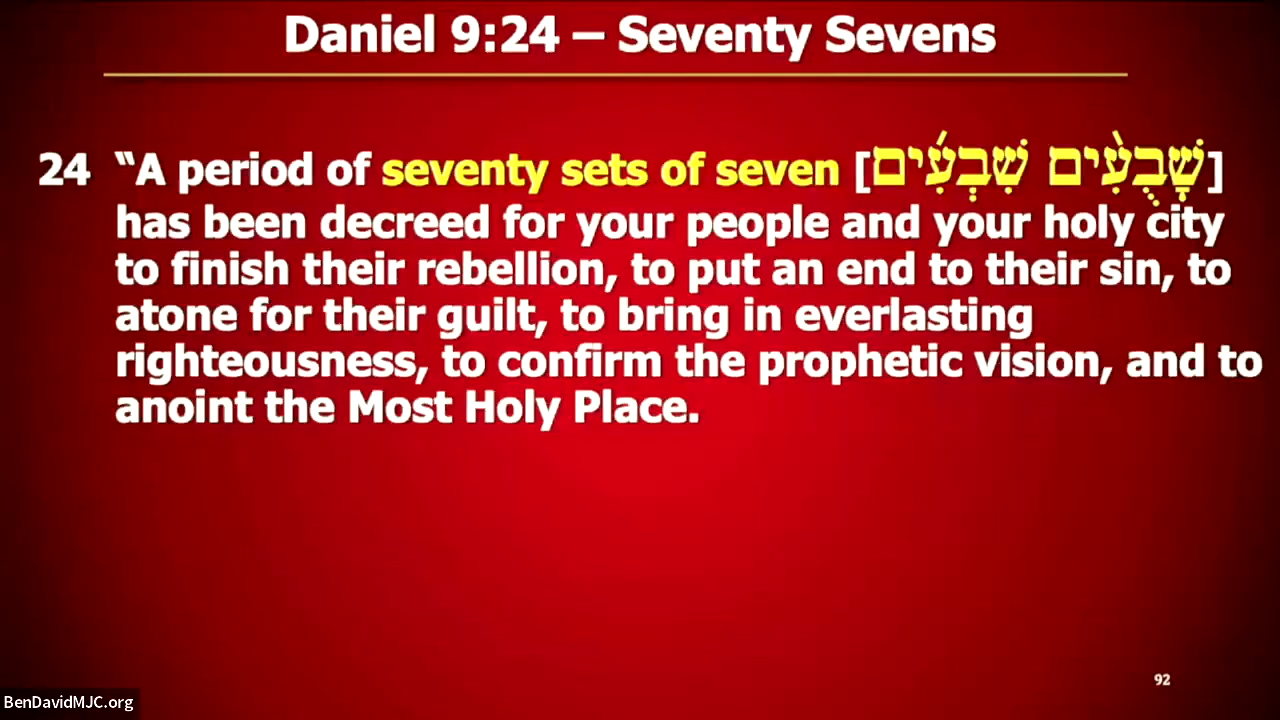 Daniel 9:24 – Seventy Sevens
24 “A period of seventy sets of seven [שָׁבֻעִ֨ים שִׁבְעִ֜ים]
has been decreed for your people and your holy city
to finish their rebellion, to put an end to their sin, to
atone for their guilt, to bring in everlasting
righteousness, to confirm the prophetic vision, and to
anoint the Most Holy Place.
92
BenDavidMJC.org